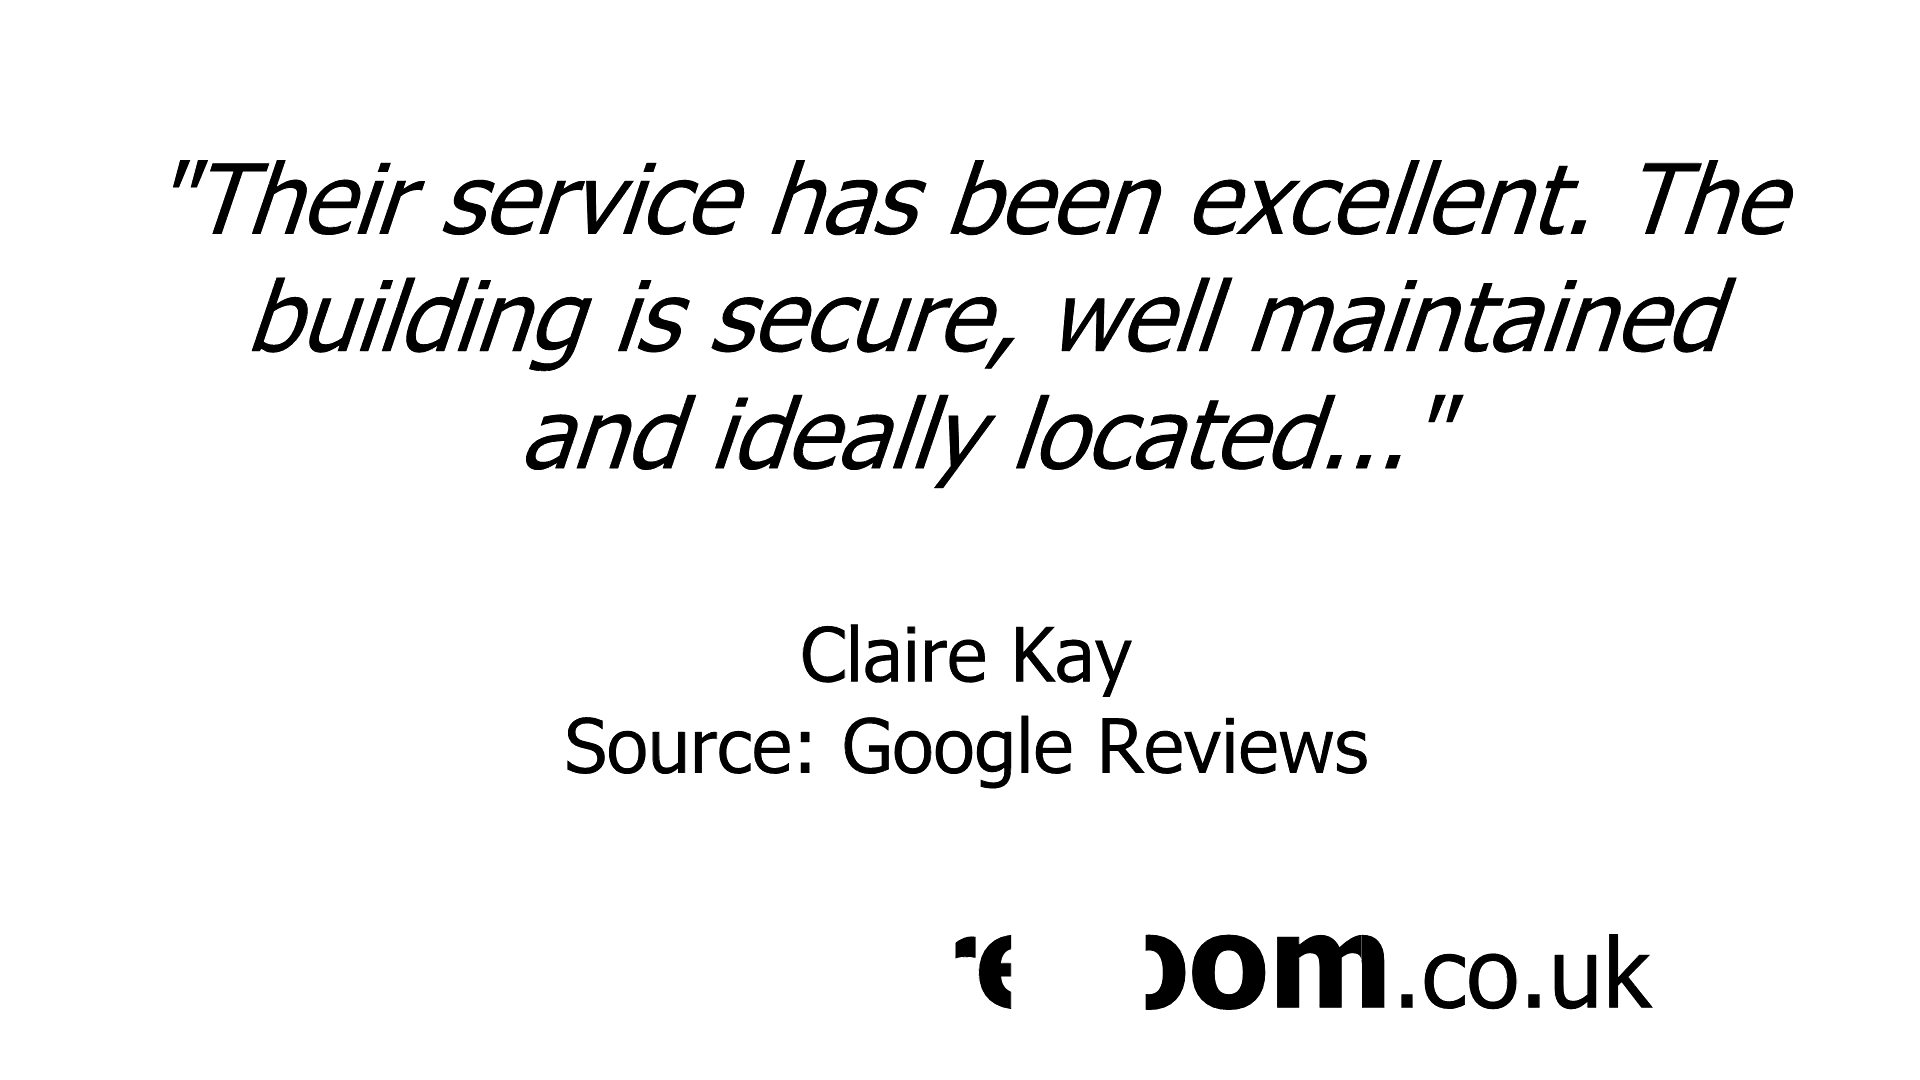 "Their service has been excellent. The
building is secure, well maintained
and ideally located..."
Claire Kay
Source: Google Reviews
.co.uk